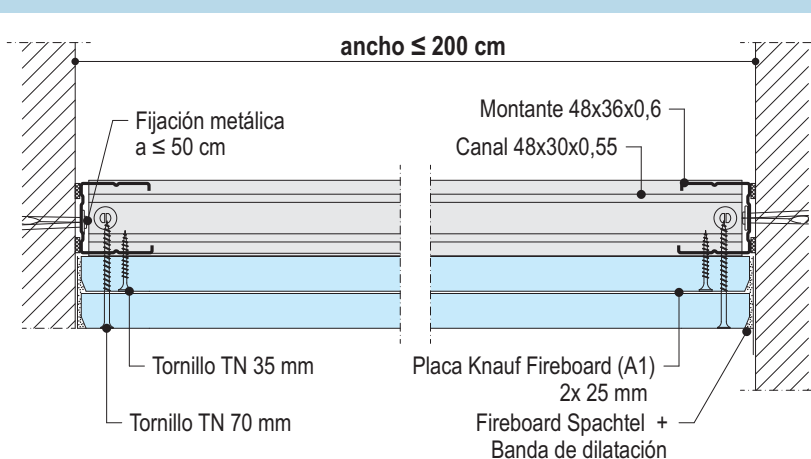 ancho ≤ 200 cm
Fijación metálica
a ≤ 50 cm
Montante 48x36x0,6
Canal 48x30x0,55
Tornillo TN 35 mm
Tornillo TN 70 mm
Placa Knauf Fireboard (A1)
2x 25 mm
Fireboard Spachtel +
Banda de dilatación